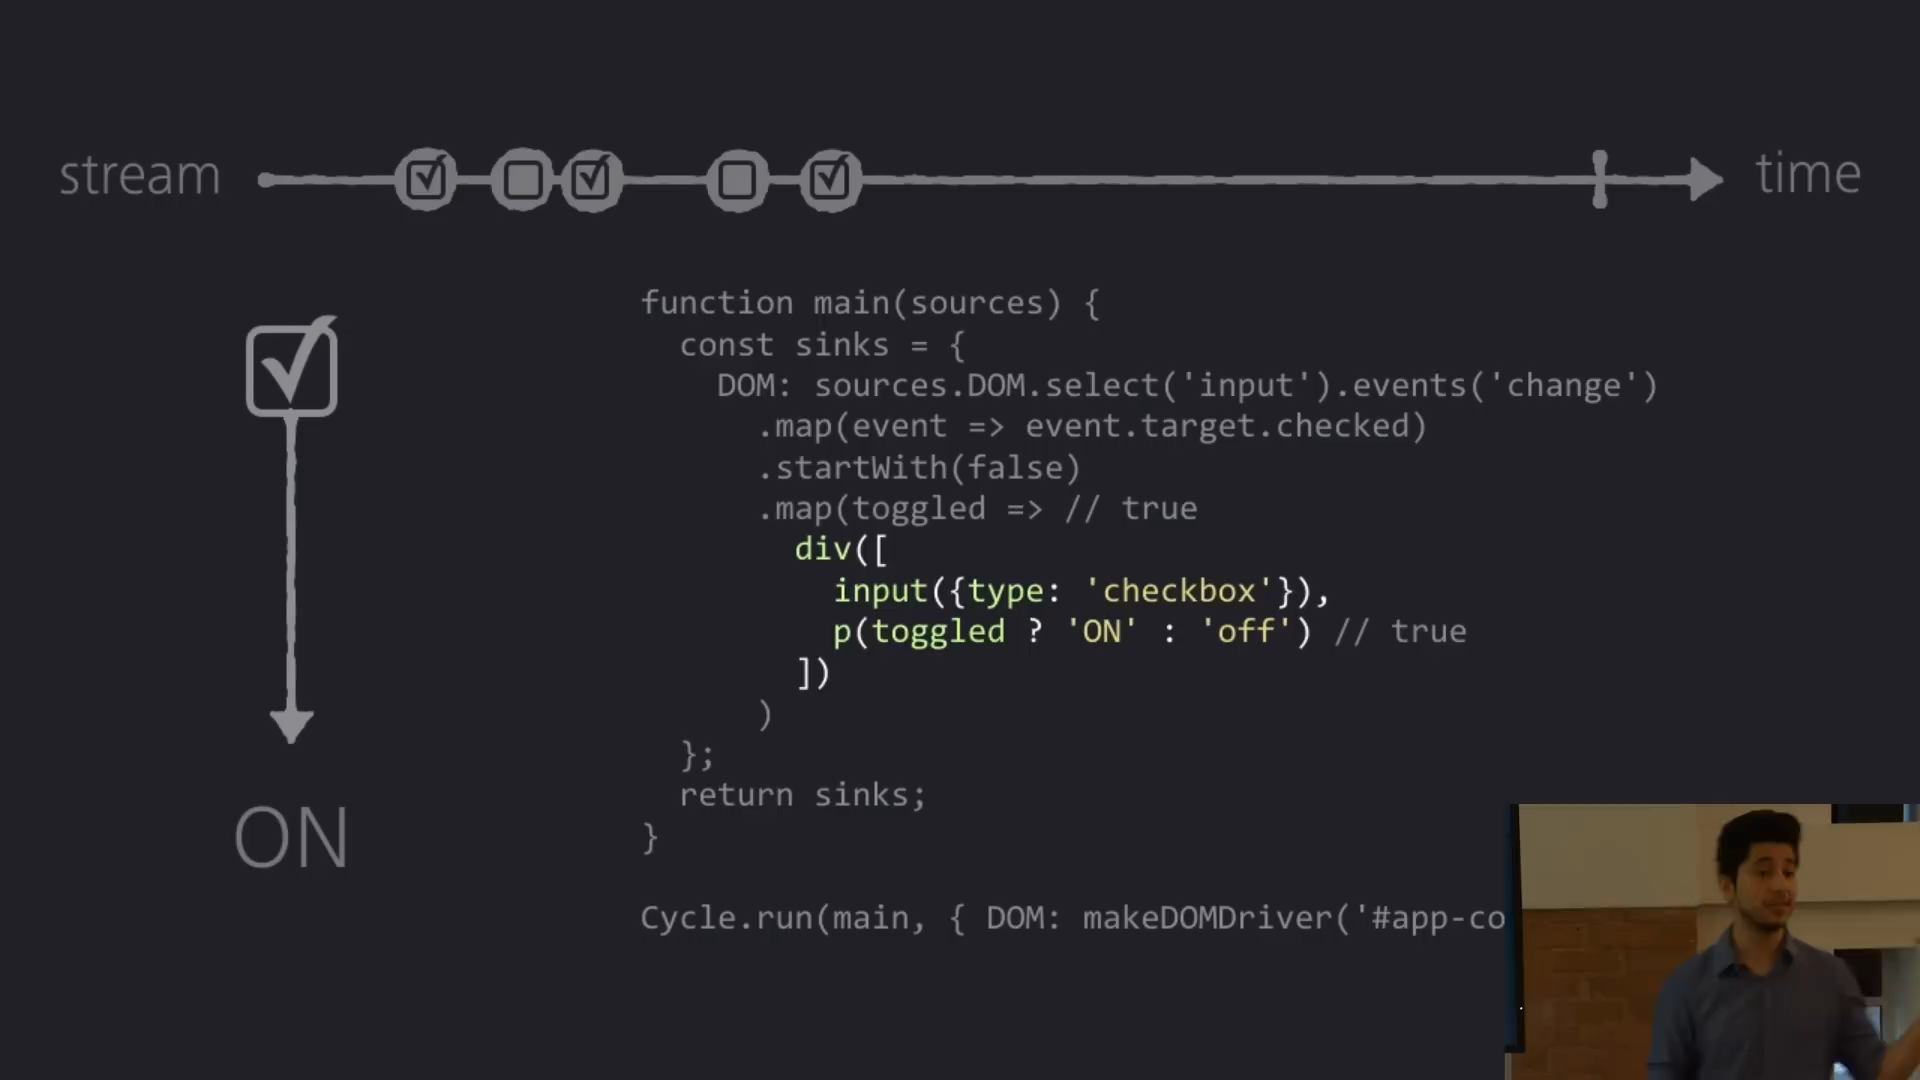 stream
time
function main(sources) {
const sinks = {
DOM: sources.DOM.select('input').events('change')
.map(event => event.target.checked)
.startWith(false)
.map(toggled => // true
div([
input({type: 'checkbox'}),
p(toggled ? 'ON' : 'off') // true
])
)
};
return sinks;
}
ON
Cycle.run(main, { DOM: makeDOMDriver('#app-co